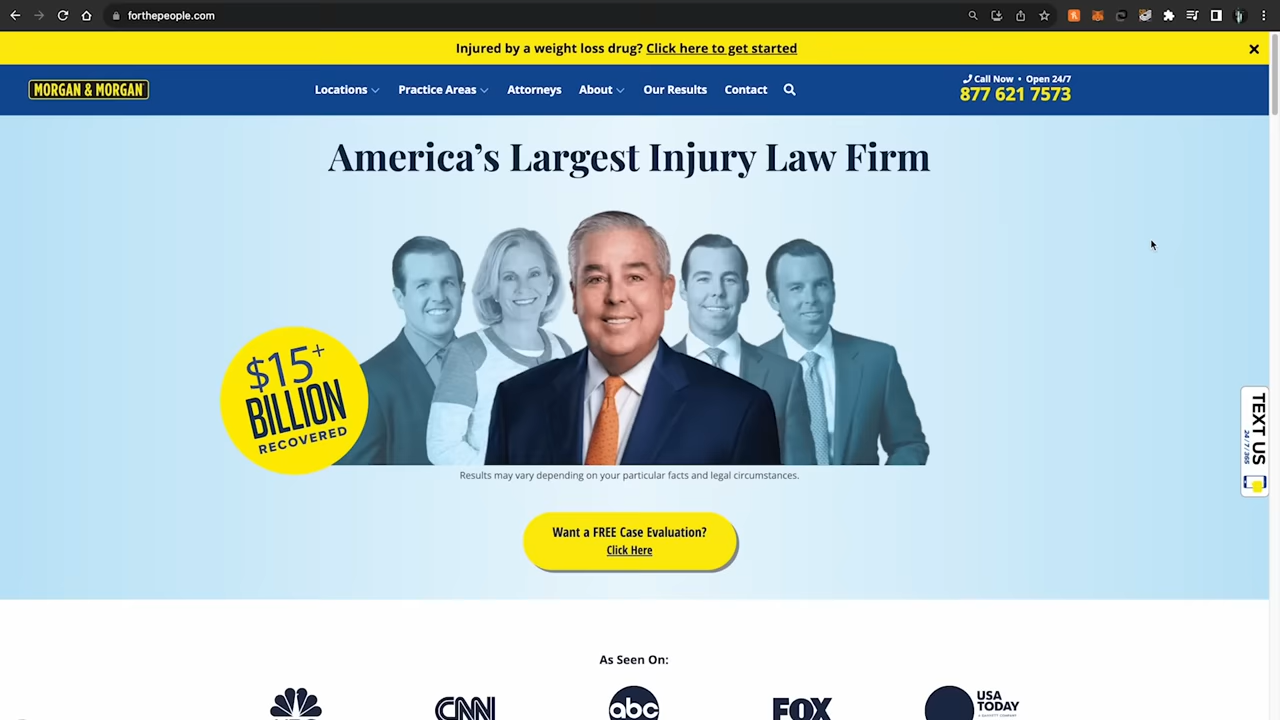 forthepeople.com
Injured by a weight loss drug? Click here to get started
MORGAN & MORGAN
Locations
Practice Areas
Attorneys
About
Our Results
Contact
Call Now • Open 24/7
877 621 7573
America's Largest Injury Law Firm
$15+
BILLION
RECOVERED
Results may vary depending on your particular facts and legal circumstances.
TEXT US
24/7/365
Want a FREE Case Evaluation?
Click Here
As Seen On:
CNN
abc
FOX
USA
TODAY